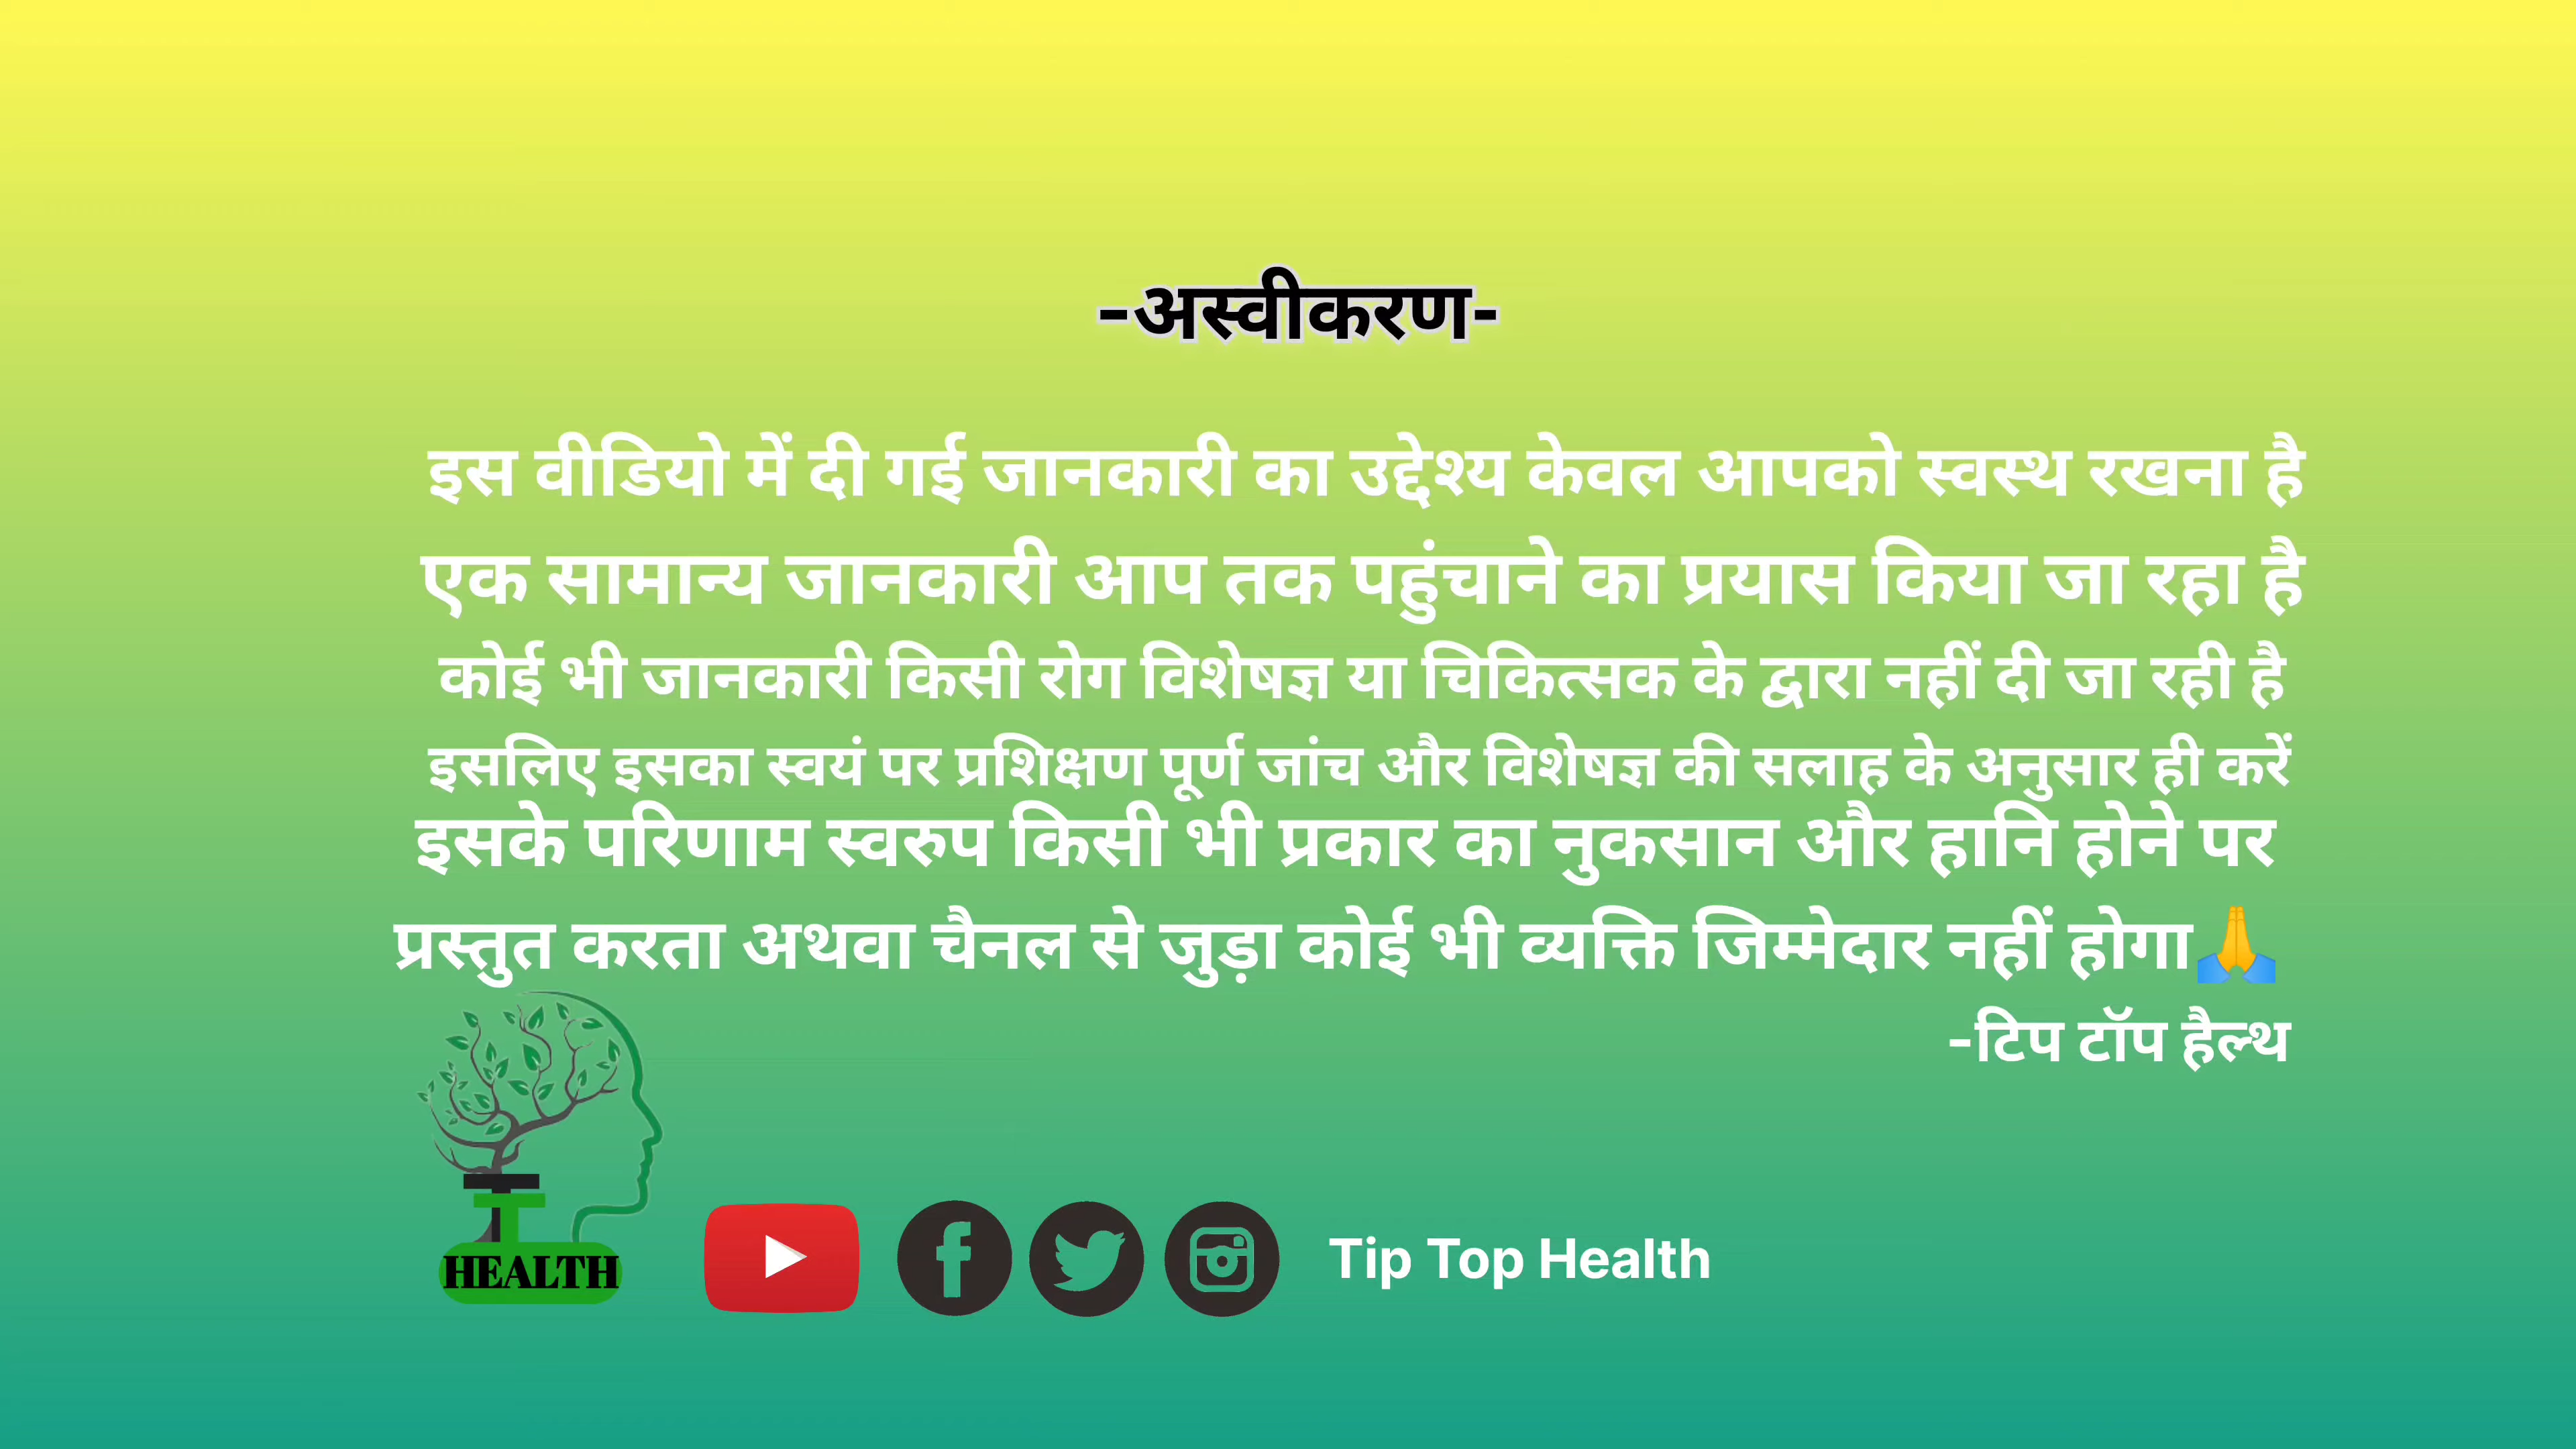 -अस्वीकरण-
इस वीडियो में दी गई जानकारी का उद्देश्य केवल आपको स्वस्थ रखना है
एक सामान्य जानकारी आप तक पहुंचाने का प्रयास किया जा रहा है
कोई भी जानकारी किसी रोग विशेषज्ञ या चिकित्सक के द्वारा नहीं दी जा रही है
इसलिए इसका स्वयं पर प्रशिक्षण पूर्ण जांच और विशेषज्ञ की सलाह के अनुसार ही करें
इसके परिणाम स्वरुप किसी भी प्रकार का नुकसान और हानि होने पर
प्रस्तुत करता अथवा चैनल से जुड़ा कोई भी व्यक्ति जिम्मेदार नहीं होगा🙏
-टिप टॉप हैल्थ
HEALTH
Tip Top Health